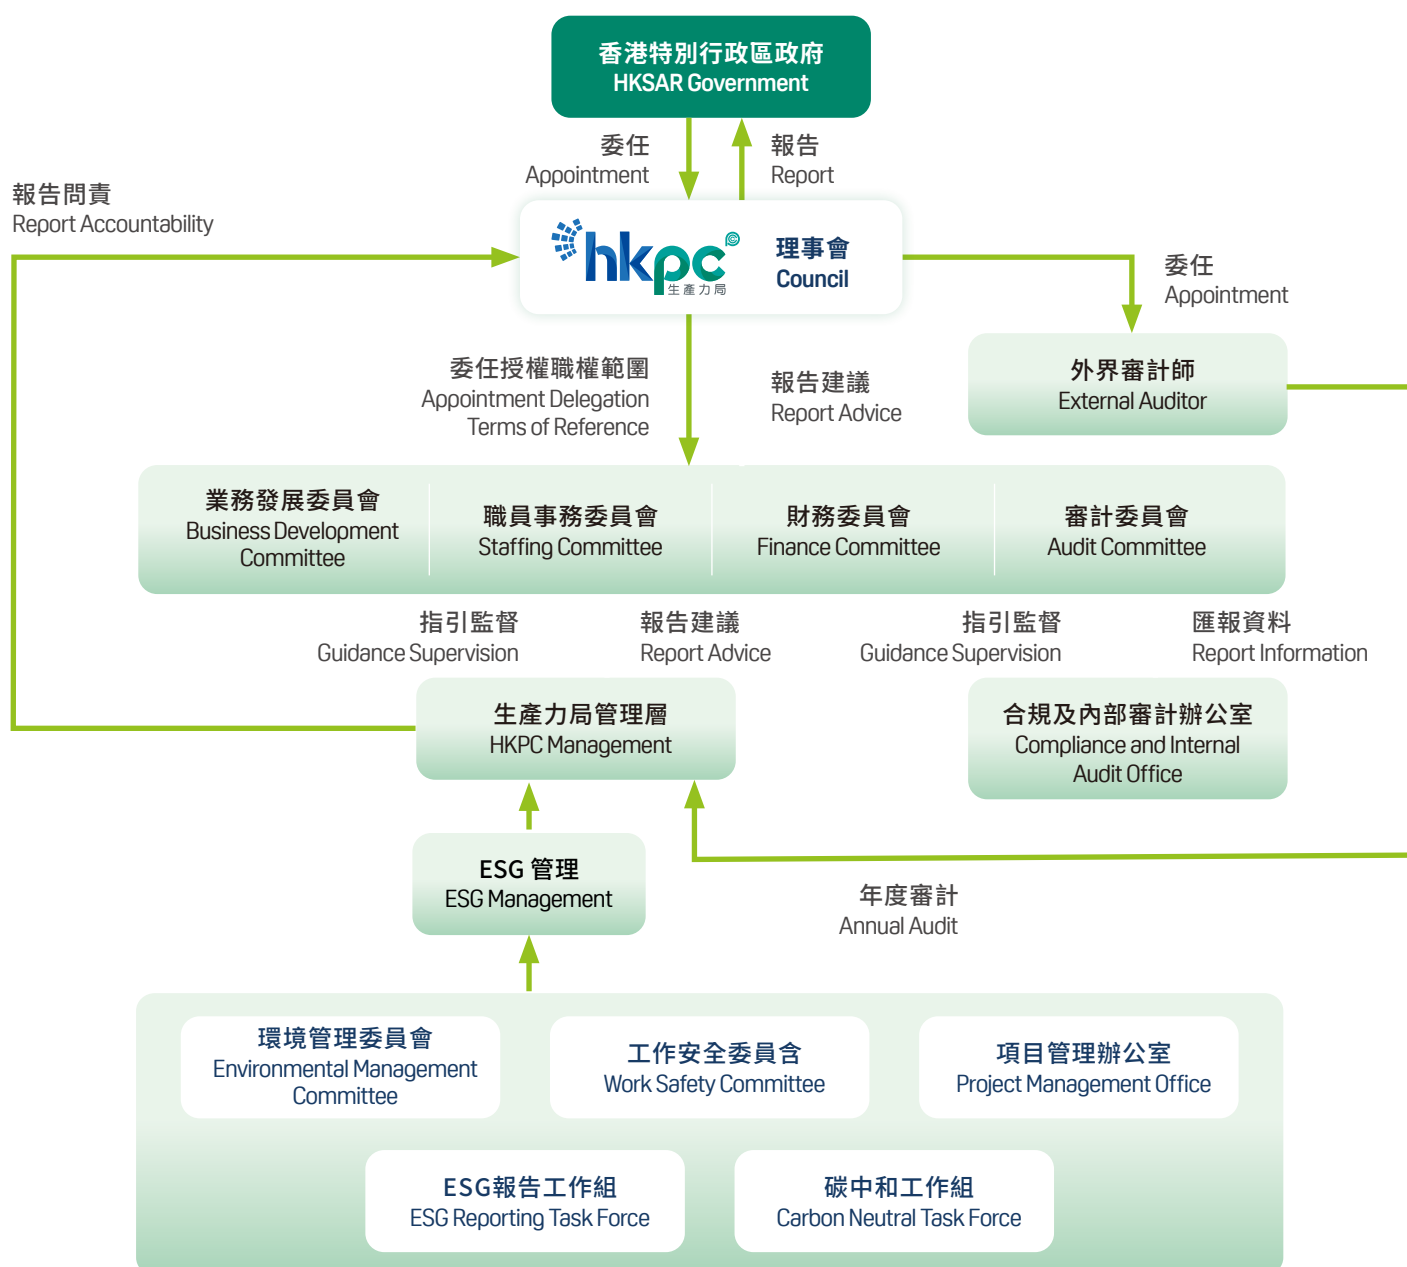 香港特別行政區政府
HKSAR Government
委任
Appointment
報告
Report
報告問責
Report Accountability
hkpc
生產力局
理事會
Council
委任
Appointment
委任授權職權範圍
Appointment Delegation
Terms of Reference
報告建議
Report Advice
外界審計師
External Auditor
業務發展委員會
Business Development
Committee
職員事務委員會
Staffing Committee
財務委員會
Finance Committee
審計委員會
Audit Committee
指引監督
Guidance Supervision
報告建議
Report Advice
指引監督
Guidance Supervision
匯報資料
Report Information
生產力局管理層
HKPC Management
合規及內部審計辦公室
Compliance and Internal
Audit Office
ESG 管理
ESG Management
年度審計
Annual Audit
環境管理委員會
Environmental Management
Committee
工作安全委員含
Work Safety Committee
項目管理辦公室
Project Management Office
ESG報告工作組
ESG Reporting Task Force
碳中和工作組
Carbon Neutral Task Force